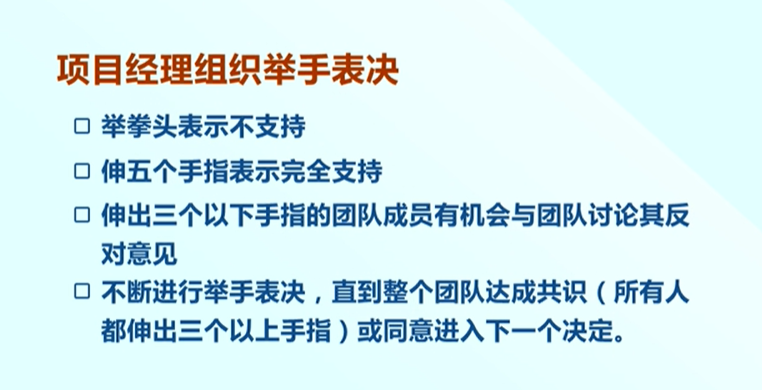 项目经理组织举手表决
□ 举拳头表示不支持
□ 伸五个手指表示完全支持
□ 伸出三个以下手指的团队成员有机会与团队讨论其反
对意见
□ 不断进行举手表决，直到整个团队达成共识（所有人
都伸出三个以上手指）或同意进入下一个决定。